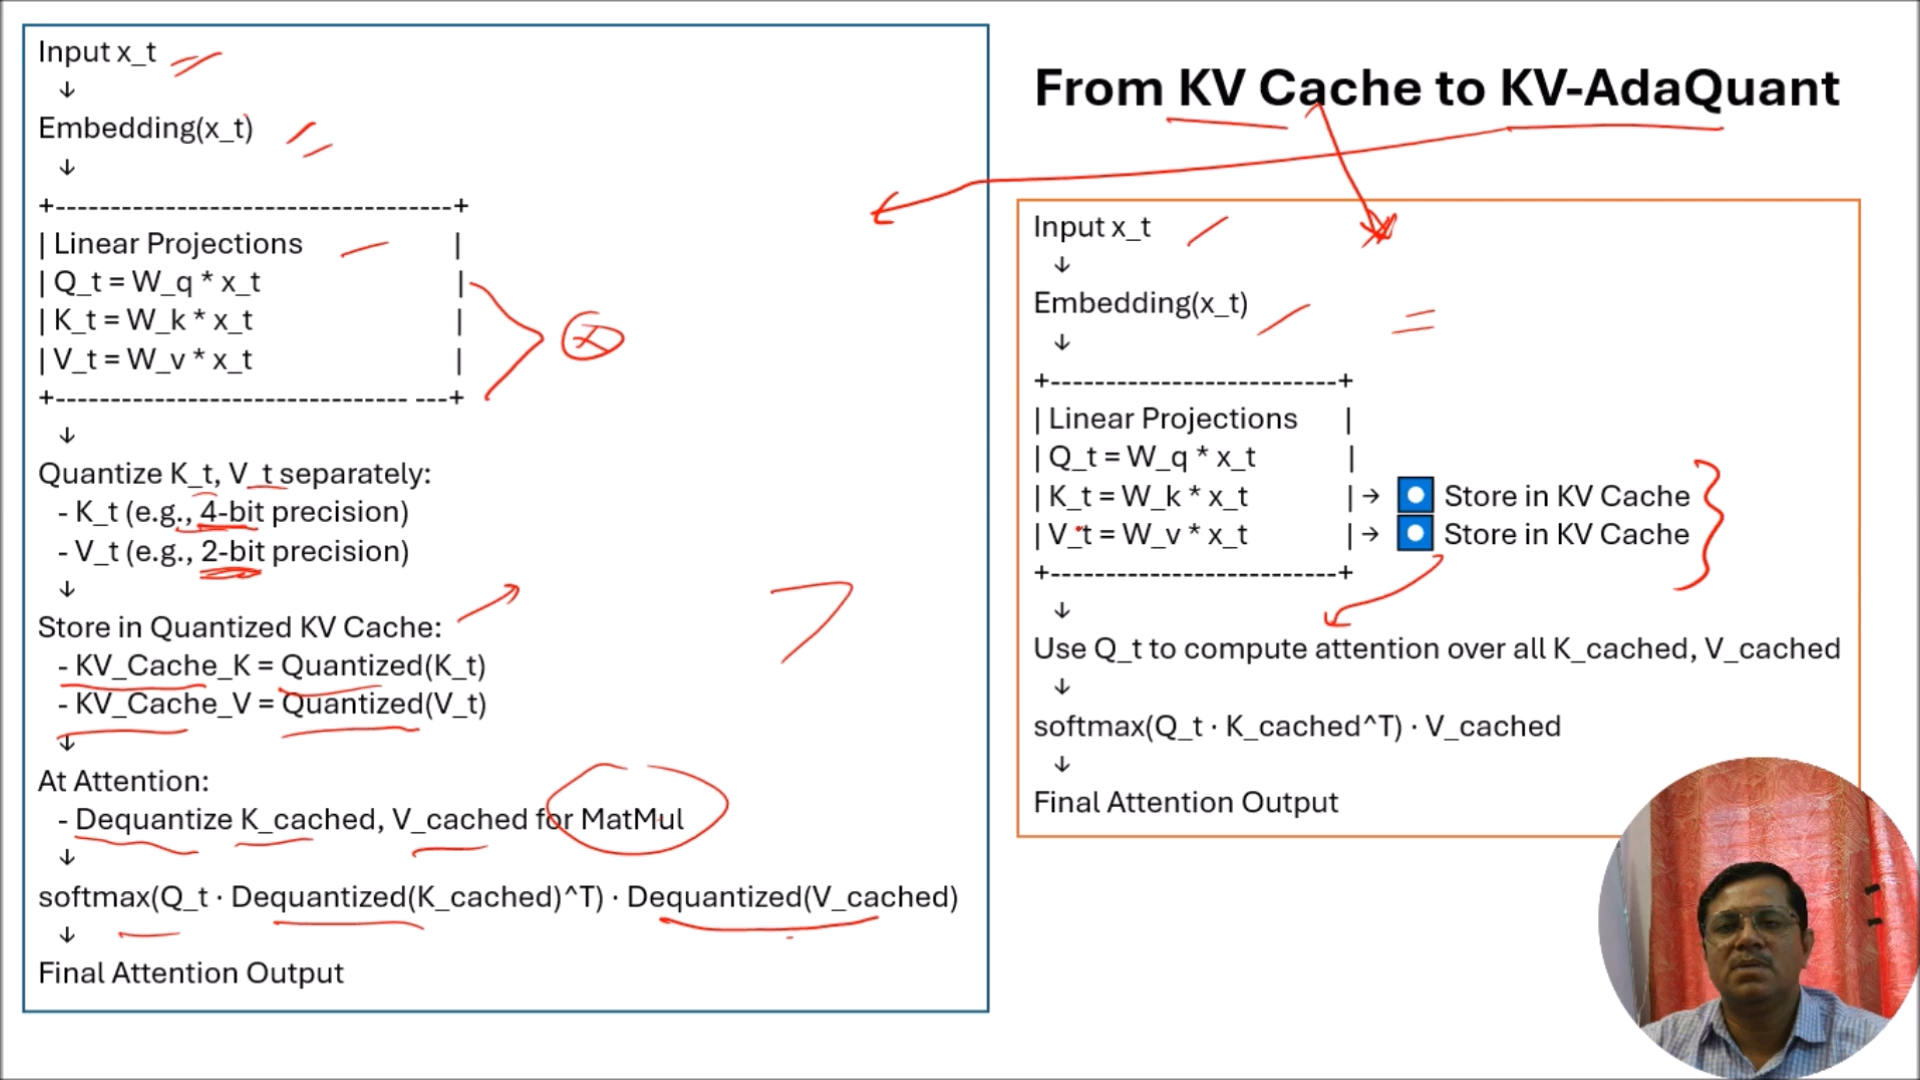 From KV Cache to KV-AdaQuant
Input x_t
↓
Embedding(x_t)
↓
+------------------------------------+
| Linear Projections |
| Q_t = W_q * x_t |
| K_t = W_k * x_t |
| V_t = W_v * x_t |
+-------------------------------- ---+
↓
Quantize K_t, V_t separately:
- K_t (e.g., 4-bit precision)
- V_t (e.g., 2-bit precision)
↓
Store in Quantized KV Cache:
- KV_Cache_K = Quantized(K_t)
- KV_Cache_V = Quantized(V_t)
↓
At Attention:
- Dequantize K_cached, V_cached for MatMul
↓
softmax(Q_t · Dequantized(K_cached)^T) · Dequantized(V_cached)
↓
Final Attention Output
Input x_t
↓
Embedding(x_t)
↓
+--------------------------+
| Linear Projections |
| Q_t = W_q * x_t |
| K_t = W_k * x_t |→ Store in KV Cache
| V_t = W_v * x_t |→ Store in KV Cache
+--------------------------+
↓
Use Q_t to compute attention over all K_cached, V_cached
↓
softmax(Q_t · K_cached^T) · V_cached
↓
Final Attention Output